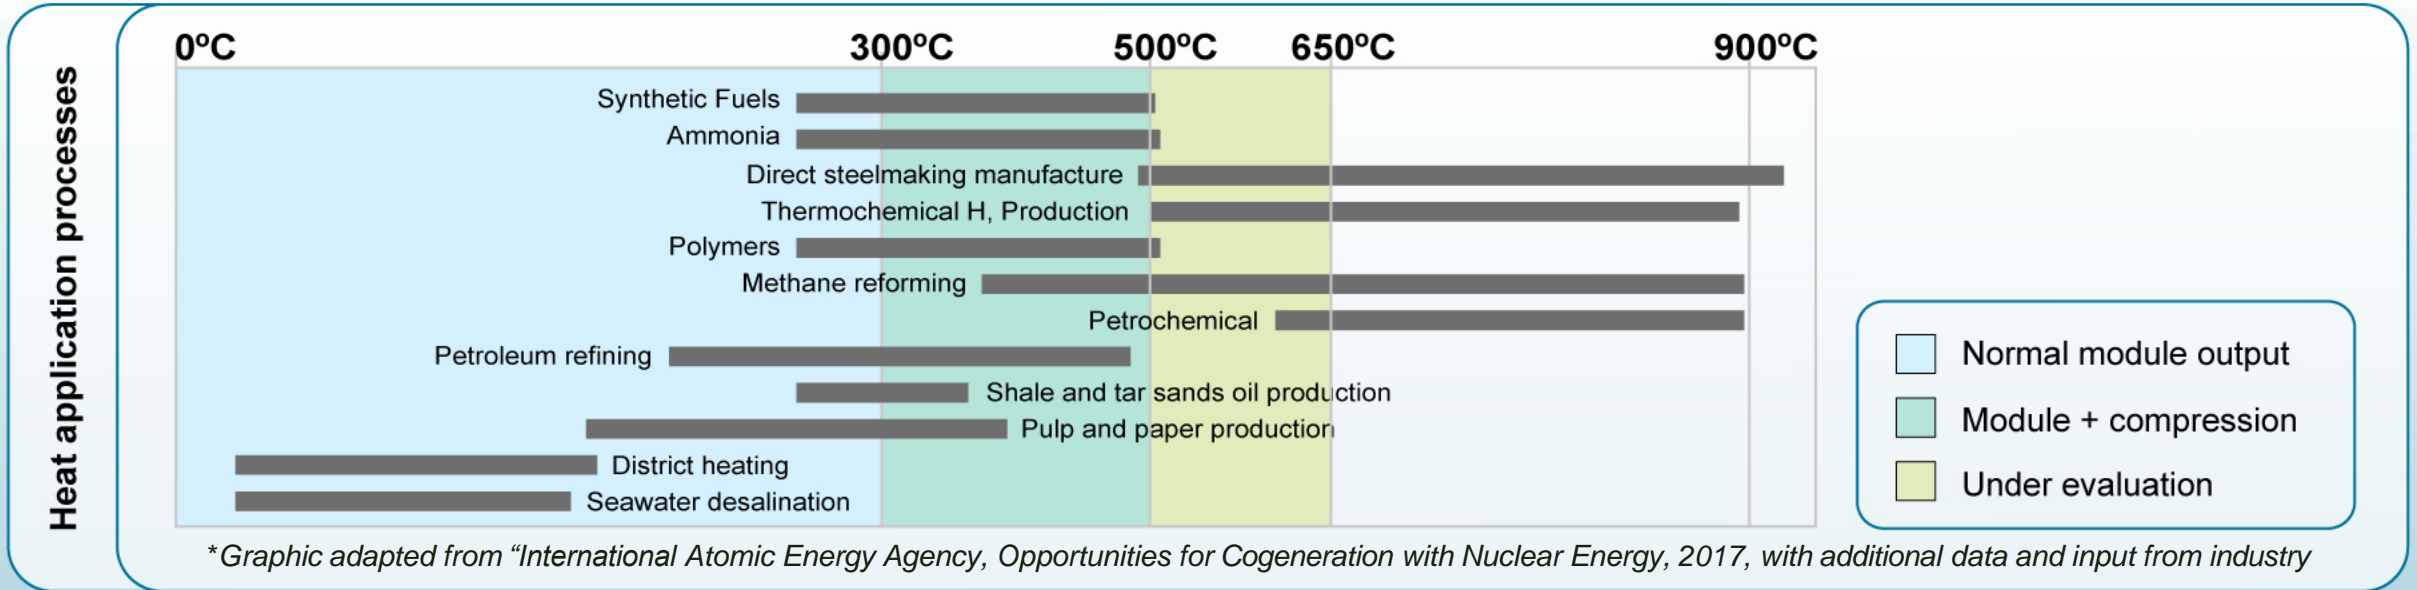 Heat application processes
0ºC 300ºC 500ºC 650ºC 900ºC
Synthetic Fuels
Ammonia
Direct steelmaking manufacture
Thermochemical H, Production
Polymers
Methane reforming
Petrochemical
Petroleum refining
Shale and tar sands oil production
Pulp and paper production
District heating
Seawater desalination
Normal module output
Module + compression
Under evaluation
*Graphic adapted from “International Atomic Energy Agency, Opportunities for Cogeneration with Nuclear Energy, 2017, with additional data and input from industry